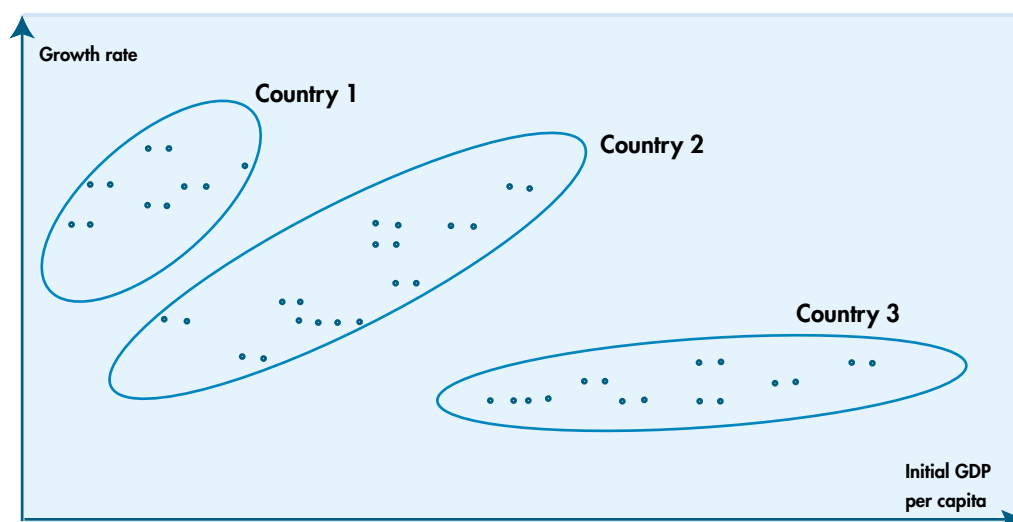 Growth rate
Country 1
Country 2
Country 3
Initial GDP
per capita